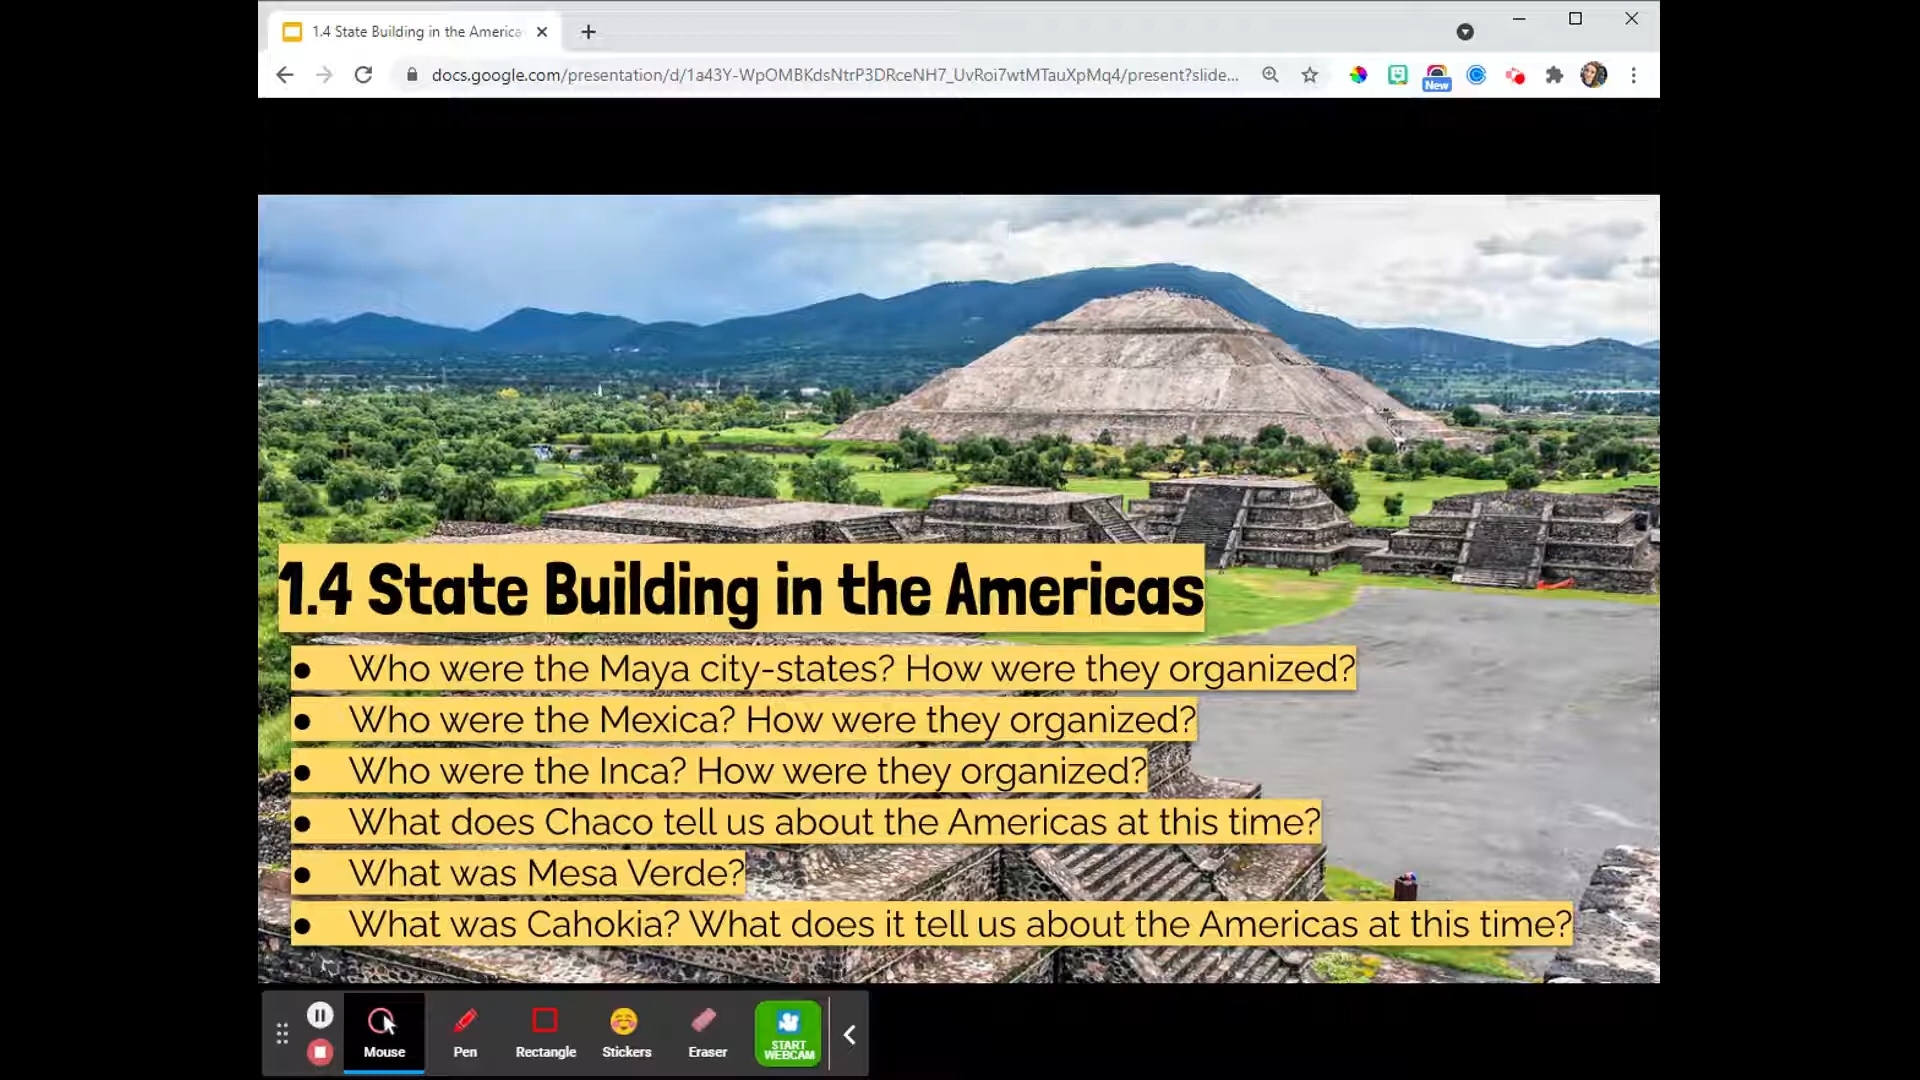 1.4 State Building in the America
docs.google.com/presentation/d/1a43Y-WpOMBKdsNtrP3DRceNH7_UvRoi7wtMTauXpMq4/present?slide...
New
1.4 State Building in the Americas
● Who were the Maya city-states? How were they organized?
● Who were the Mexica? How were they organized?
● Who were the Inca? How were they organized?
● What does Chaco tell us about the Americas at this time?
● What was Mesa Verde?
● What was Cahokia? What does it tell us about the Americas at this time?
Mouse Pen Rectangle Stickers Eraser START
WEBCAM